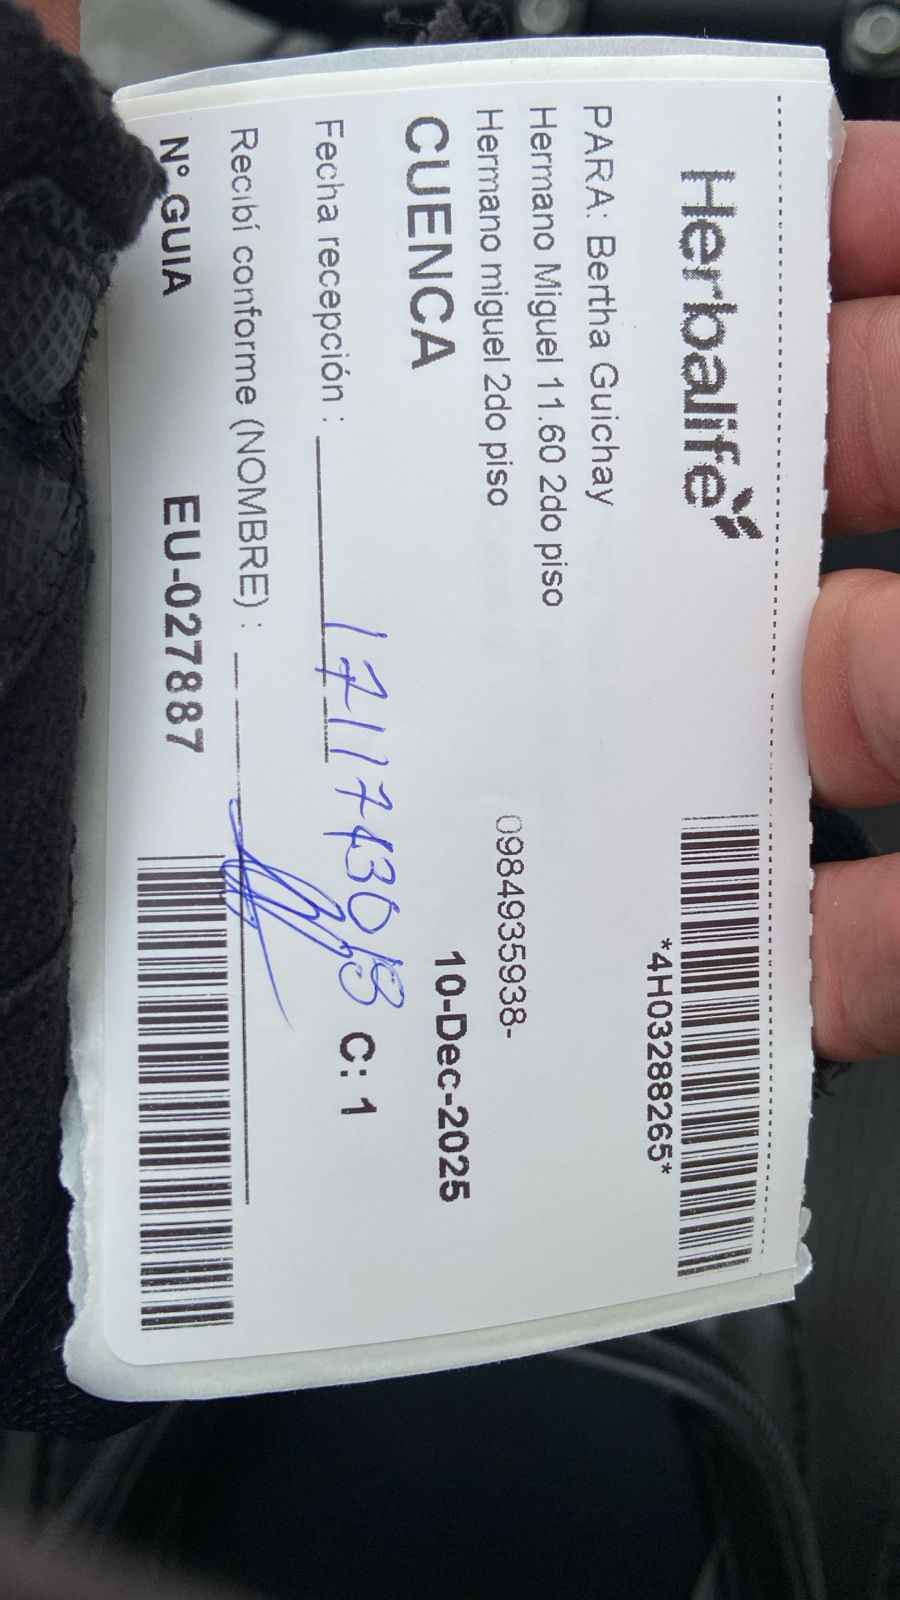 Herbalife
*4H03288265*
PARA: Bertha Guichay
Hermano Miguel 11.60 2do piso
Hermano miguel 2do piso
0984935938-
CUENCA
10-Dec-2025
Fecha recepción :
C: 1
Recibí conforme (NOMBRE) :
N° GUIA
EU-027887